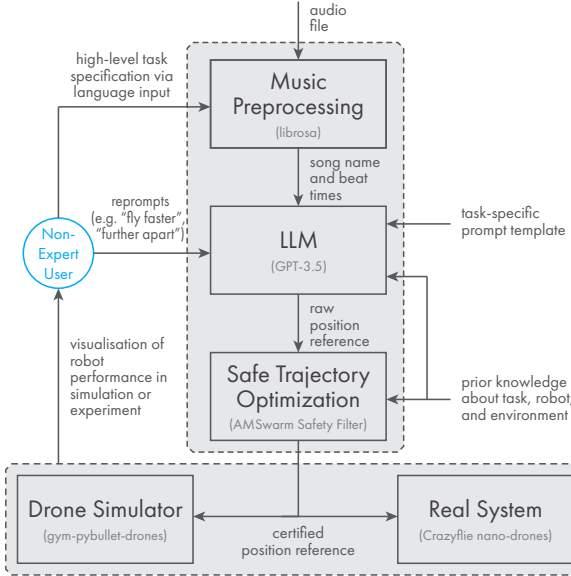 audio
file
high-level task
specification via
language input
Music
Preprocessing
(librosa)
song name
and beat
times
reprompts
(e.g. “fly faster”,
“further apart”)
Non-
Expert
User
LLM
(GPT-3.5)
task-specific
prompt template
raw
position
reference
visualisation of
robot
performance in
simulation or
experiment
Safe Trajectory
Optimization
(AMSwarm Safety Filter)
prior knowledge
about task, robot,
and environment
Drone Simulator
(gym-pybullet-drones)
certified
position reference
Real System
(Crazyflie nano-drones)